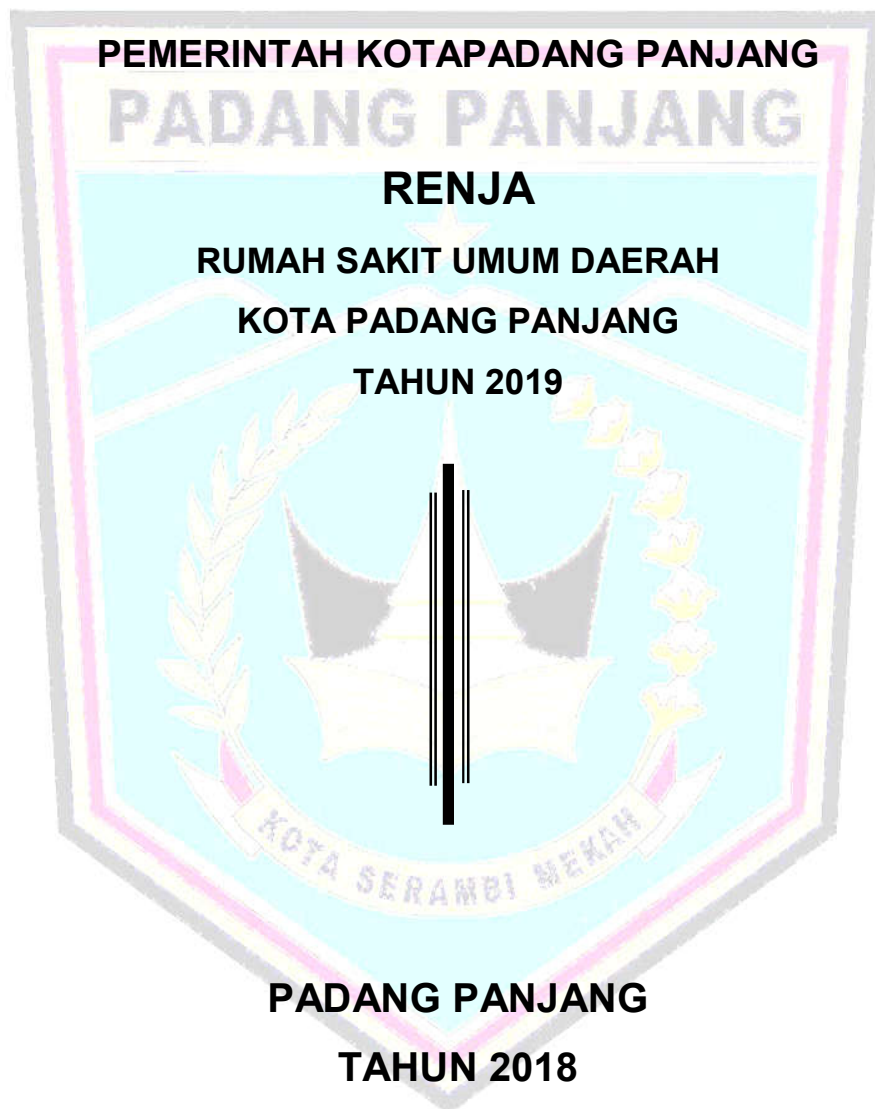 PEMERINTAH KOTAPADANG PANJANG
PADANG PANJANG
RENJA
RUMAH SAKIT UMUM DAERAH
KOTA PADANG PANJANG
TAHUN 2019
KOTA SERAMBI MEKAH
PADANG PANJANG
TAHUN 2018